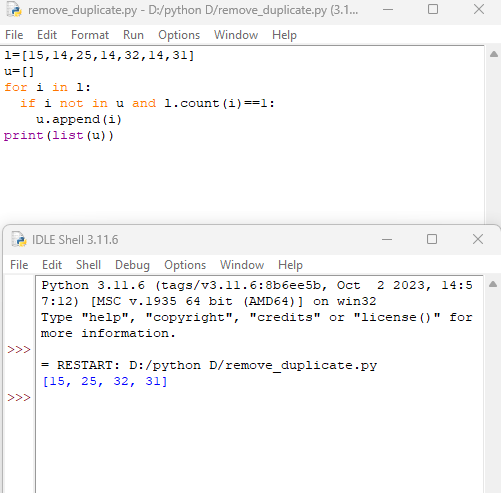 remove_duplicate.py - D:/python D/remove_duplicate.py (3.1...
File Edit Format Run Options Window Help
l=[15,14,25,14,32,14,31]
u=[]
for i in l:
  if i not in u and l.count(i)==1:
    u.append(i)
print(list(u))
IDLE Shell 3.11.6
File Edit Shell Debug Options Window Help
Python 3.11.6 (tags/v3.11.6:8b6ee5b, Oct  2 2023, 14:5
7:12) [MSC v.1935 64 bit (AMD64)] on win32
Type "help", "copyright", "credits" or "license()" for
more information.
>>>
= RESTART: D:/python D/remove_duplicate.py
[15, 25, 32, 31]
>>>